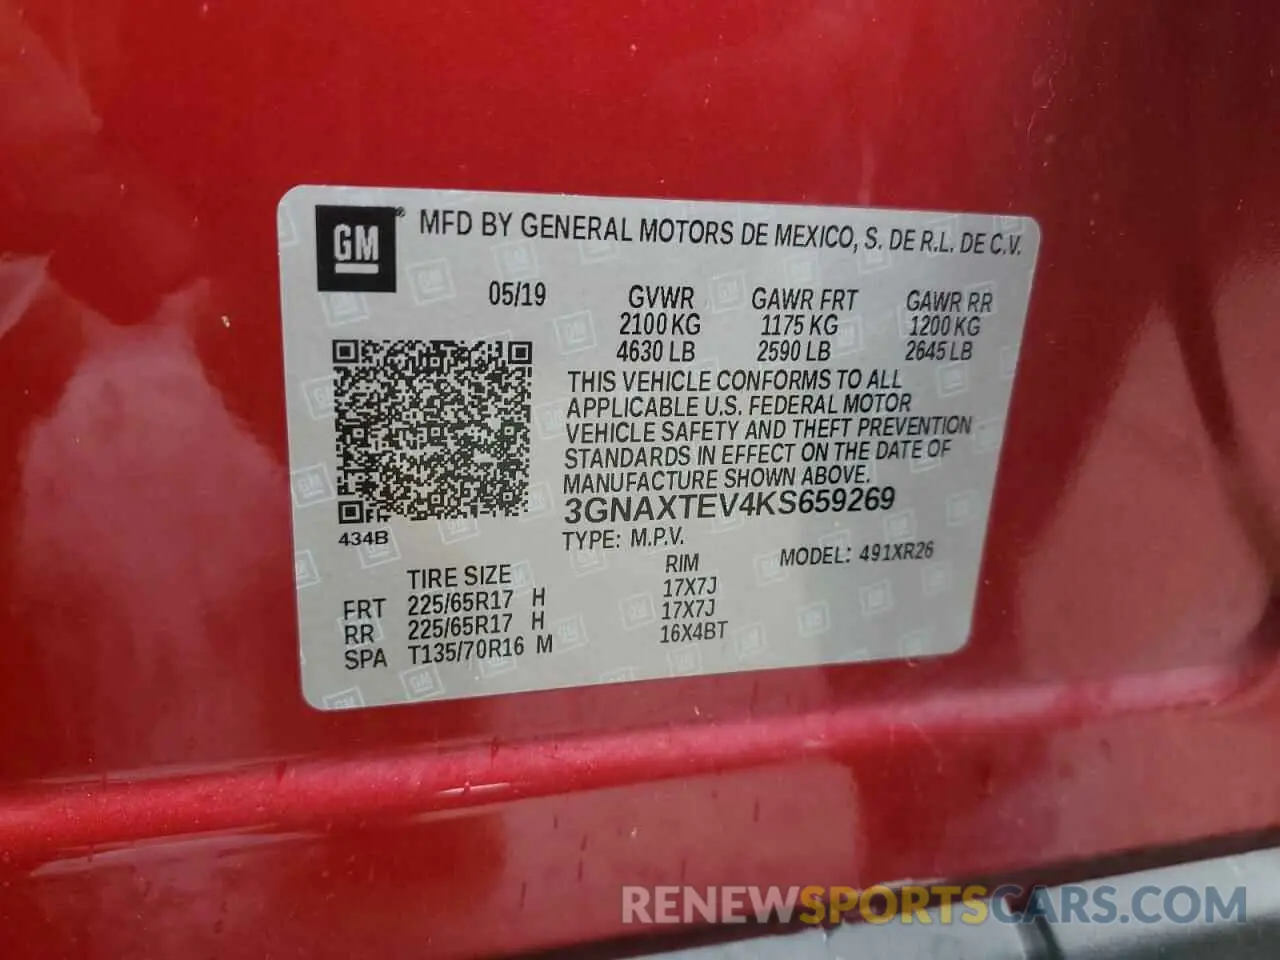 GM® MFD BY GENERAL MOTORS DE MEXICO, S. DE R.L. DE C.V.
05/19 GVWR GAWR FRT GAWR RR
2100 KG 1175 KG 1200 KG
4630 LB 2590 LB 2645 LB
THIS VEHICLE CONFORMS TO ALL
APPLICABLE U.S. FEDERAL MOTOR
VEHICLE SAFETY AND THEFT PREVENTION
STANDARDS IN EFFECT ON THE DATE OF
MANUFACTURE SHOWN ABOVE.
3GNAXTEV4KS659269
434B
TYPE: M.P.V. MODEL: 491XR26
TIRE SIZE RIM
FRT 225/65R17 H 17X7J
RR 225/65R17 H 17X7J
SPA T135/70R16 M 16X4BT
RENEWSPORTSCARS.COM